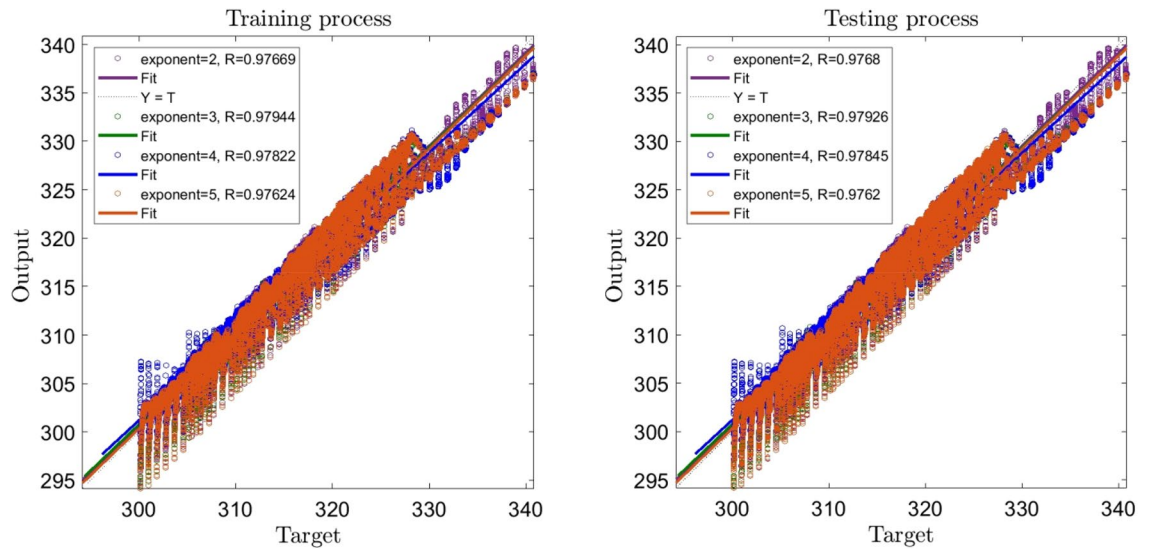 Training process
340
335
330
325
320
315
310
305
300
295
300
310
320
330
340
Output
Target
exponent=2, R=0.97669
Fit
Y = T
exponent=3, R=0.97944
Fit
exponent=4, R=0.97822
Fit
exponent=5, R=0.97624
Fit
Testing process
340
335
330
325
320
315
310
305
300
295
300
310
320
330
340
Output
Target
exponent=2, R=0.9768
Fit
Y = T
exponent=3, R=0.97926
Fit
exponent=4, R=0.97845
Fit
exponent=5, R=0.9762
Fit